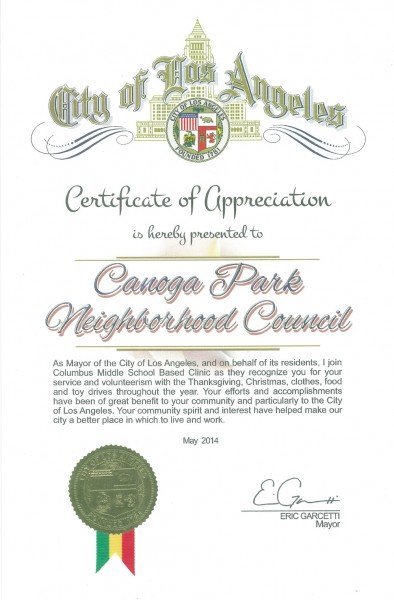 City of Los Angeles
CITY OF LOS ANGELES
FOUNDED 1781
Certificate of Appreciation
is hereby presented to
Canoga Park
Neighborhood Council
As Mayor of the City of Los Angeles, and on behalf of its residents, I join
Columbus Middle School Based Clinic as they recognize you for your
service and volunteerism with the Thanksgiving, Christmas, clothes, food
and toy drives throughout the year. Your efforts and accomplishments
have been of great benefit to your community and particularly to the City
of Los Angeles. Your community spirit and interest have helped make our
city a better place in which to live and work.
May 2014
ERIC GARCETTI
Mayor